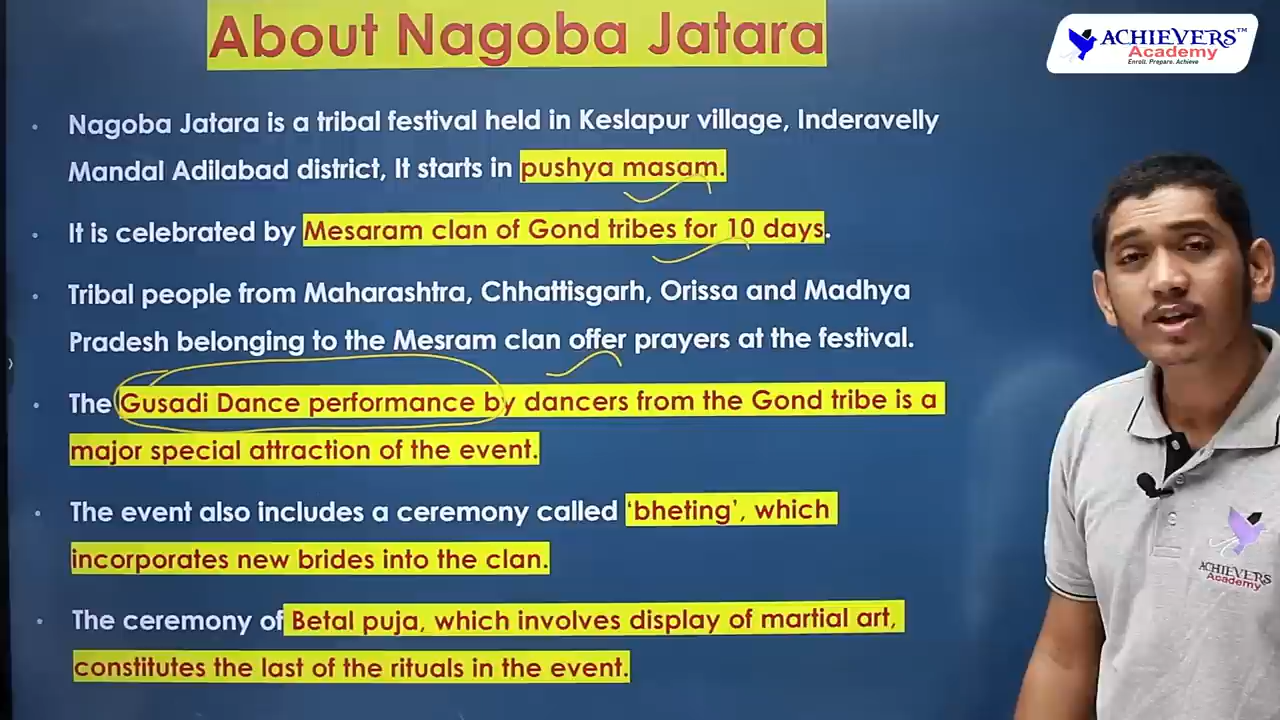 About Nagoba Jatara
ACHIEVERS™
Academy
Enroll. Prepare. Achieve
Nagoba Jatara is a tribal festival held in Keslapur village, Inderavelly
Mandal Adilabad district, It starts in pushya masam.
It is celebrated by Mesaram clan of Gond tribes for 10 days.
Tribal people from Maharashtra, Chhattisgarh, Orissa and Madhya
Pradesh belonging to the Mesram clan offer prayers at the festival.
The Gusadi Dance performance by dancers from the Gond tribe is a
major special attraction of the event.
The event also includes a ceremony called ‘bheting’, which
incorporates new brides into the clan.
The ceremony of Betal puja, which involves display of martial art,
constitutes the last of the rituals in the event.
ACHIEVERS
Academy